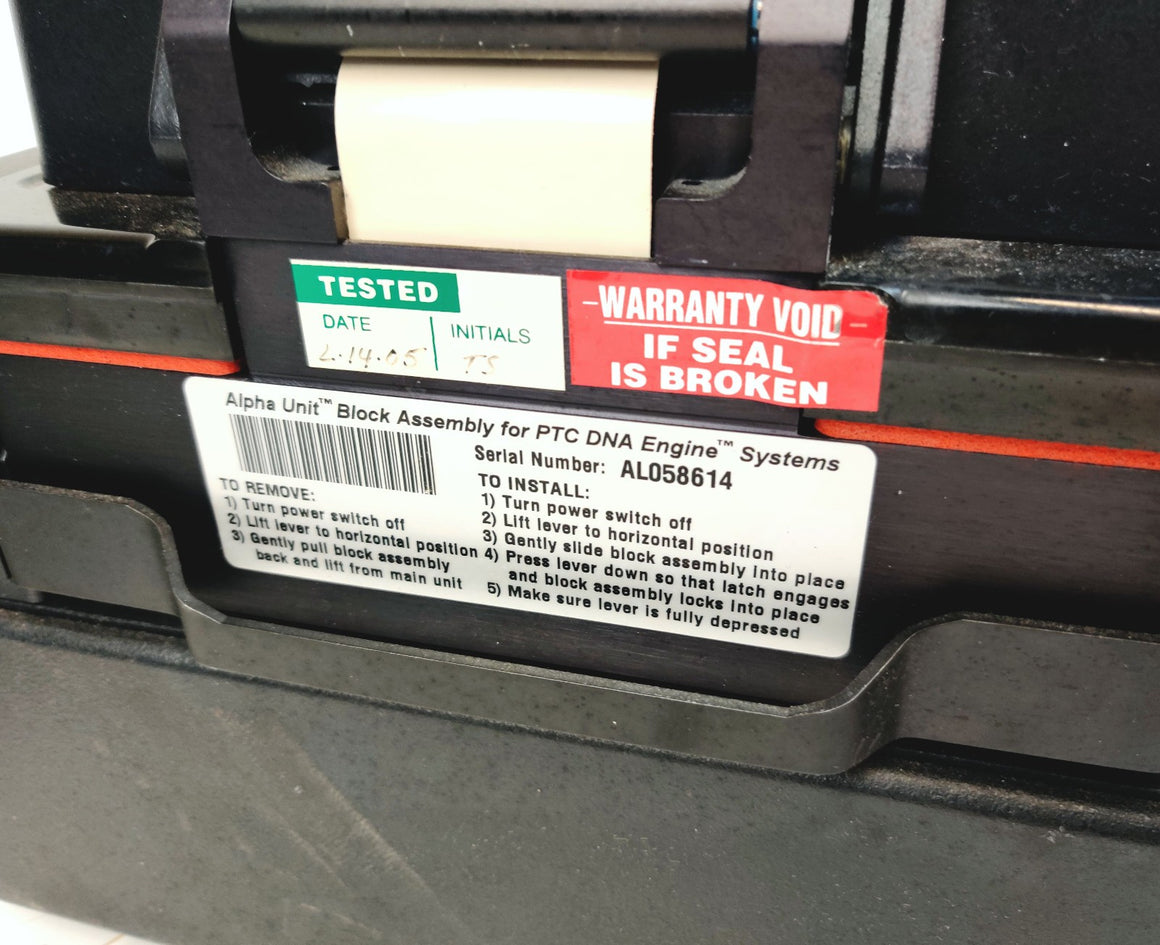 TESTED
DATE
INITIALS
2.14.05
TS
-WARRANTY VOID-
IF SEAL
IS BROKEN
Alpha Unit™ Block Assembly for PTC DNA Engine™ Systems
Serial Number: AL058614
TO REMOVE:
1) Turn power switch off
2) Lift lever to horizontal position
3) Gently pull block assembly
back and lift from main unit
TO INSTALL:
1) Turn power switch off
2) Lift lever to horizontal position
3) Gently slide block assembly into place
4) Press lever down so that latch engages
and block assembly locks into place
5) Make sure lever is fully depressed